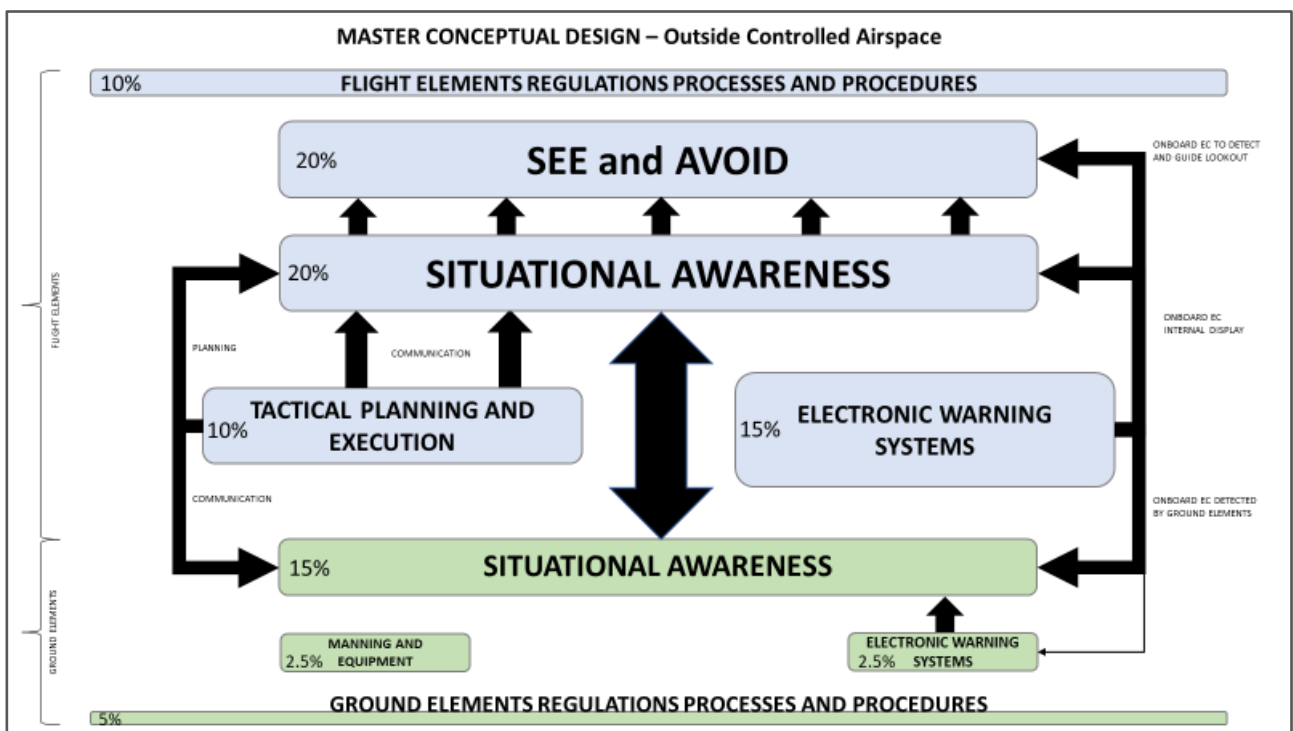 MASTER CONCEPTUAL DESIGN – Outside Controlled Airspace
10% FLIGHT ELEMENTS REGULATIONS PROCESSES AND PROCEDURES
20% SEE and AVOID
ONBOARD EC TO DETECT
AND GUIDE LOOKOUT
20% SITUATIONAL AWARENESS
FLIGHT ELEMENTS
PLANNING
COMMUNICATION
ONBOARD EC
INTERNAL DISPLAY
TACTICAL PLANNING AND
10% EXECUTION
15% ELECTRONIC WARNING
SYSTEMS
COMMUNICATION
ONBOARD EC DETECTED
BY GROUND ELEMENTS
15% SITUATIONAL AWARENESS
GROUND ELEMENTS
MANNING AND
2.5% EQUIPMENT
ELECTRONIC WARNING
2.5% SYSTEMS
GROUND ELEMENTS REGULATIONS PROCESSES AND PROCEDURES
5%